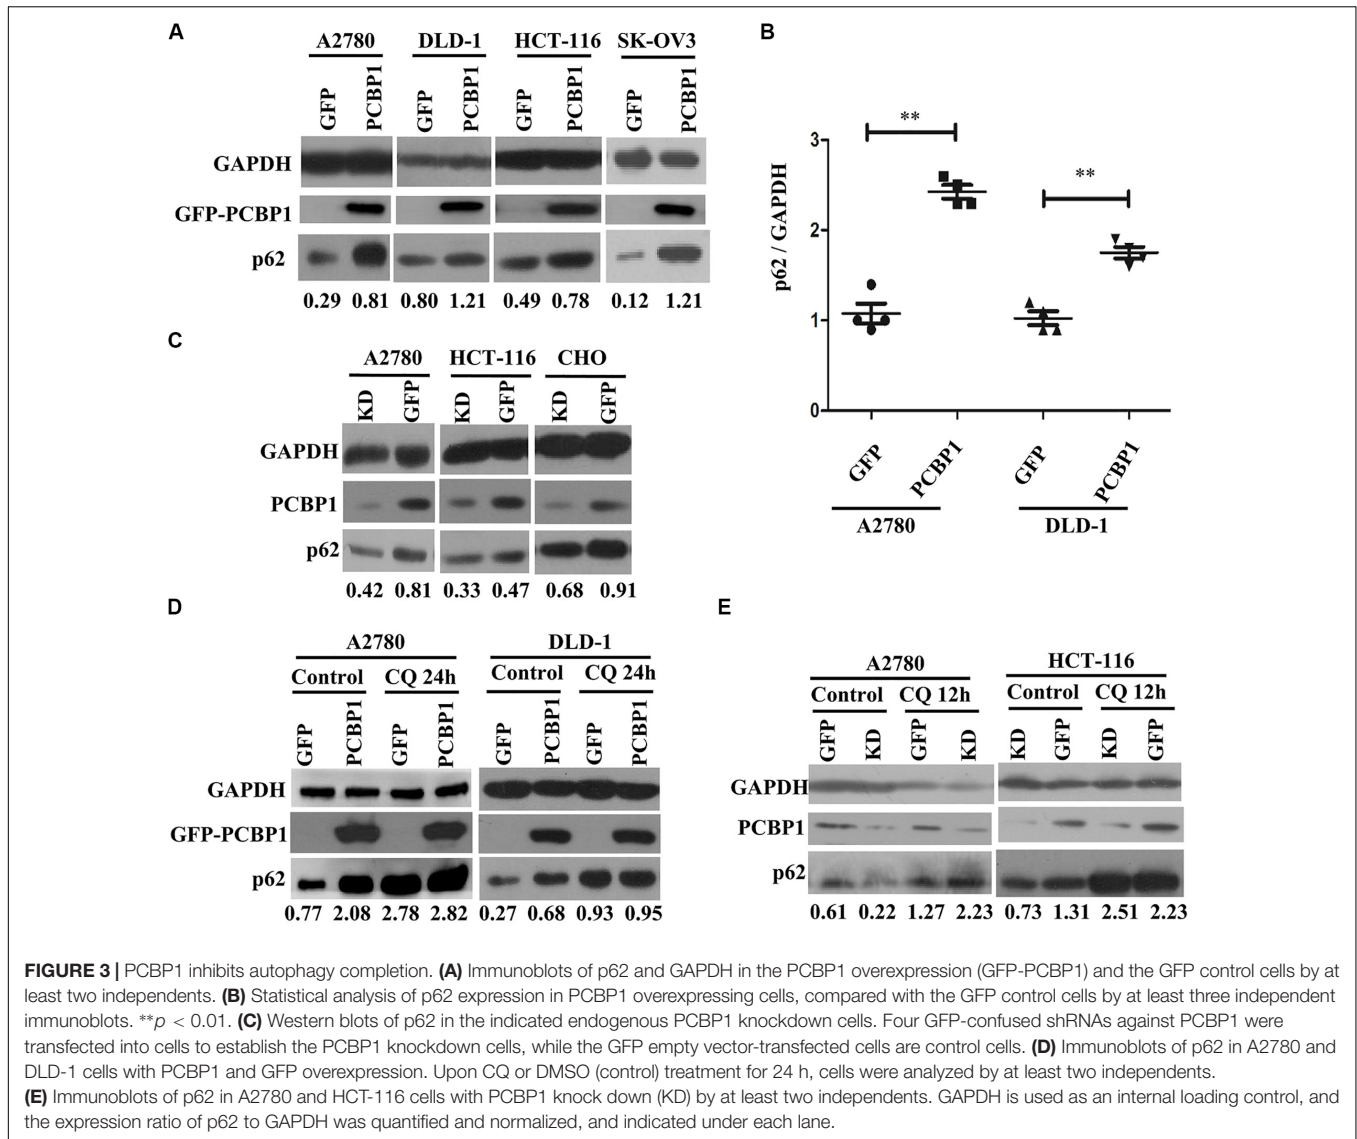 A
A2780 DLD-1 HCT-116 SK-OV3
GFP PCBP1 GFP PCBP1 GFP PCBP1 GFP PCBP1
GAPDH
GFP-PCBP1
p62
0.29 0.81 0.80 1.21 0.49 0.78 0.12 1.21
B
p62 / GAPDH
3
2
1
0
** **
GFP PCBP1 GFP PCBP1
A2780 DLD-1
C
A2780 HCT-116 CHO
KD GFP KD GFP KD GFP
GAPDH
PCBP1
p62
0.42 0.81 0.33 0.47 0.68 0.91
D
A2780 DLD-1
Control CQ 24h Control CQ 24h
GFP PCBP1 GFP PCBP1 GFP PCBP1 GFP PCBP1
GAPDH
GFP-PCBP1
p62
0.77 2.08 2.78 2.82 0.27 0.68 0.93 0.95
E
A2780 HCT-116
Control CQ 12h Control CQ 12h
GFP KD GFP KD KD GFP KD GFP
GAPDH
PCBP1
p62
0.61 0.22 1.27 2.23 0.73 1.31 2.51 2.23
FIGURE 3 | PCBP1 inhibits autophagy completion. (A) Immunoblots of p62 and GAPDH in the PCBP1 overexpression (GFP-PCBP1) and the GFP control cells by at
least two independents. (B) Statistical analysis of p62 expression in PCBP1 overexpressing cells, compared with the GFP control cells by at least three independent
immunoblots. **p < 0.01. (C) Western blots of p62 in the indicated endogenous PCBP1 knockdown cells. Four GFP-confused shRNAs against PCBP1 were
transfected into cells to establish the PCBP1 knockdown cells, while the GFP empty vector-transfected cells are control cells. (D) Immunoblots of p62 in A2780 and
DLD-1 cells with PCBP1 and GFP overexpression. Upon CQ or DMSO (control) treatment for 24 h, cells were analyzed by at least two independents.
(E) Immunoblots of p62 in A2780 and HCT-116 cells with PCBP1 knock down (KD) by at least two independents. GAPDH is used as an internal loading control, and
the expression ratio of p62 to GAPDH was quantified and normalized, and indicated under each lane.